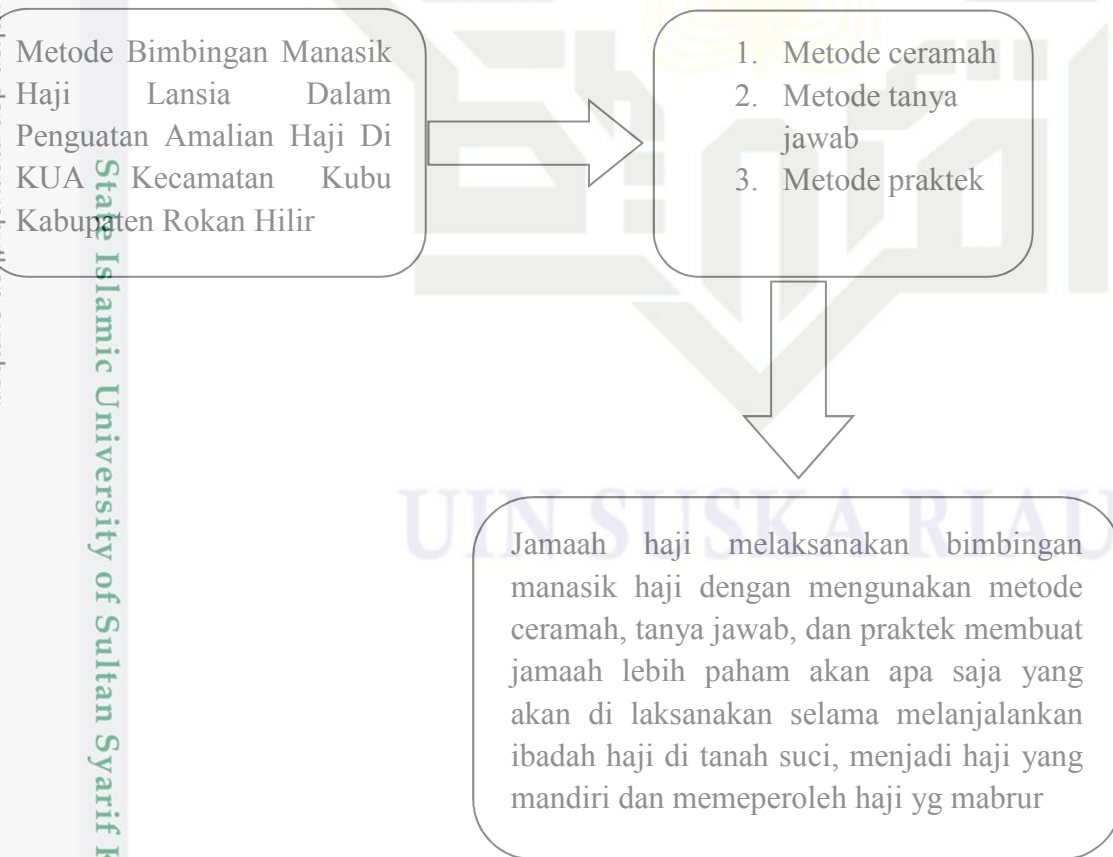 Metode Bimbingan Manasik
Haji Lansia Dalam
Penguatan Amalian Haji Di
KUA Kecamatan Kubu
Kabupaten Rokan Hilir
1. Metode ceramah
2. Metode tanya
jawab
3. Metode praktek
Jamaah haji melaksanakan bimbingan
manasik haji dengan mengunakan metode
ceramah, tanya jawab, dan praktek membuat
jamaah lebih paham akan apa saja yang
akan di laksanakan selama melanjalankan
ibadah haji di tanah suci, menjadi haji yang
mandiri dan memeperoleh haji yg mabrur
State Islamic University of Sultan Syarif
UIN SUSKA RIAU